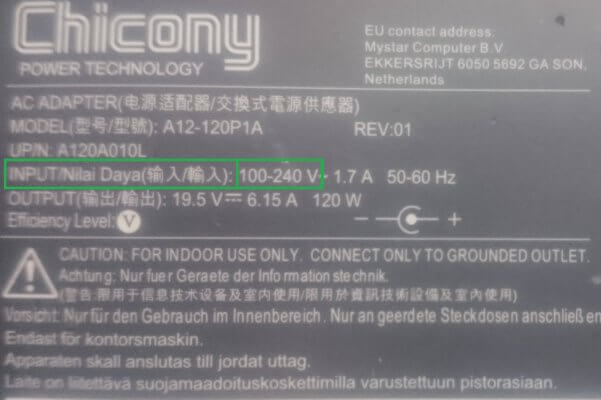 Chicony
POWER TECHNOLOGY
EU contact address:
Mystar Computer B.V
EKKERSRIJT 6050 5692 GA SON,
Netherlands
AC ADAPTER(电源适配器/交換式電源供應器)
MODEL(型号/型號): A12-120P1A REV:01
UP/N: A120A010L
INPUT/Nilai Daya(输入/輸入): 100-240 V~ 1.7 A 50-60 Hz
OUTPUT(输出/輸出): 19.5 V⎓ 6.15 A 120 W
Efficiency Level: V
- +
CAUTION: FOR INDOOR USE ONLY. CONNECT ONLY TO GROUNDED OUTLET.
Achtung: Nur fuer Geraete der Informationstechnik.
(警告:限用于信息技术设备及室内使用/限用於資訊技術設備及室內使用)
Vorsicht: Nur für den Gebrauch im Innenbereich. Nur an geerdete Steckdosen anschließen
Endast för kontorsmaskin.
Apparaten skall anslutas till jordat uttag.
Laite on liitettävä suojamaadoituskoskettimilla varustettuun pistorasiaan.